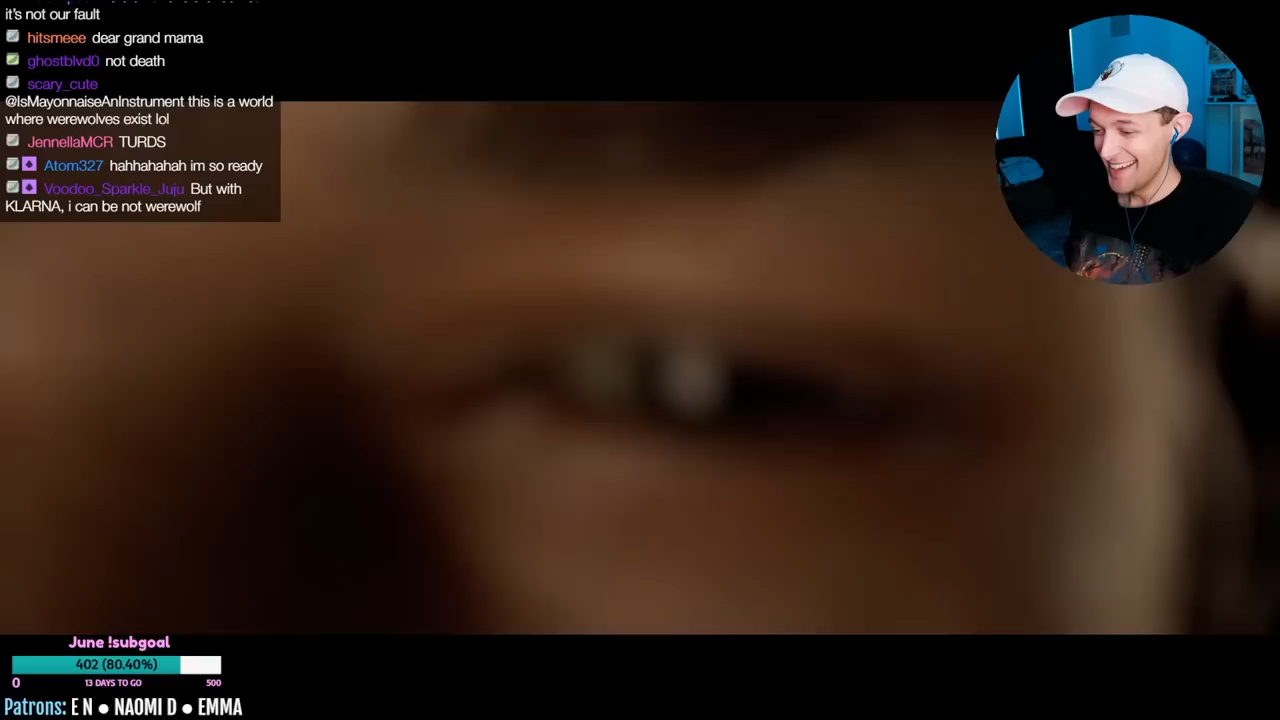 it's not our fault
hitsmeee dear grand mama
ghostblvd0 not death
scary_cute
@IsMayonnaiseAnInstrument this is a world
where werewolves exist lol
JennellaMCR TURDS
Atom327 hahhahahah im so ready
Voodoo_Sparkle_Juju But with
KLARNA, i can be not werewolf
June !subgoal
402 (80.40%)
0 13 DAYS TO GO 500
Patrons: E N ● NAOMI D ● EMMA